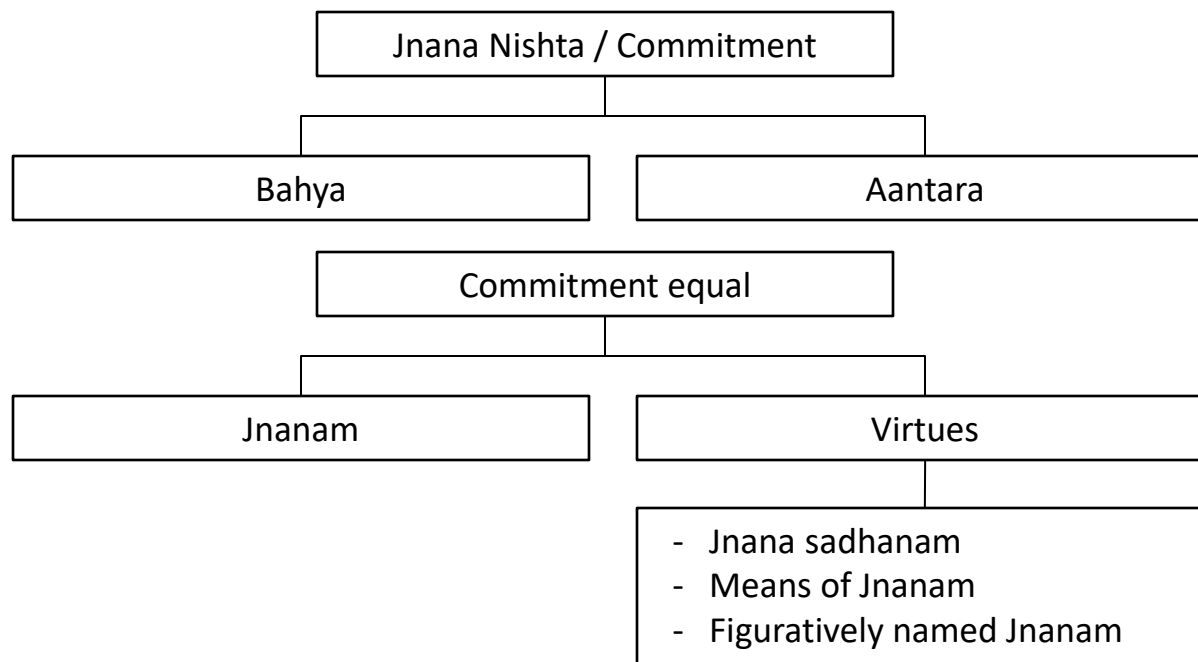 Jnana Nishta / Commitment
Bahya
Aantara
Commitment equal
Jnanam
Virtues
- Jnana sadhanam
- Means of Jnanam
- Figuratively named Jnanam